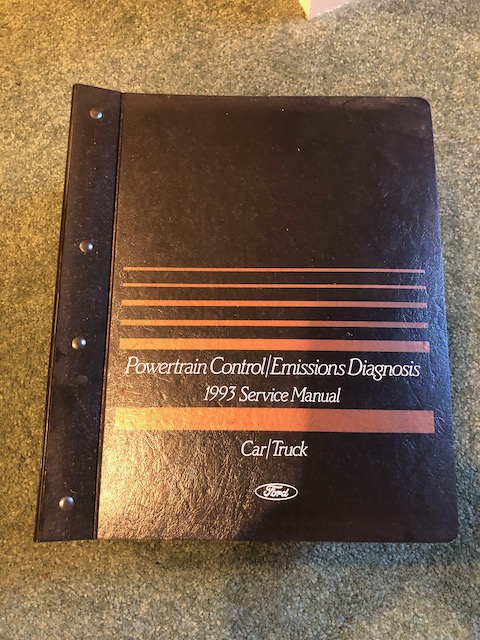 Powertrain Control/Emissions Diagnosis
1993 Service Manual
Car/Truck
Ford